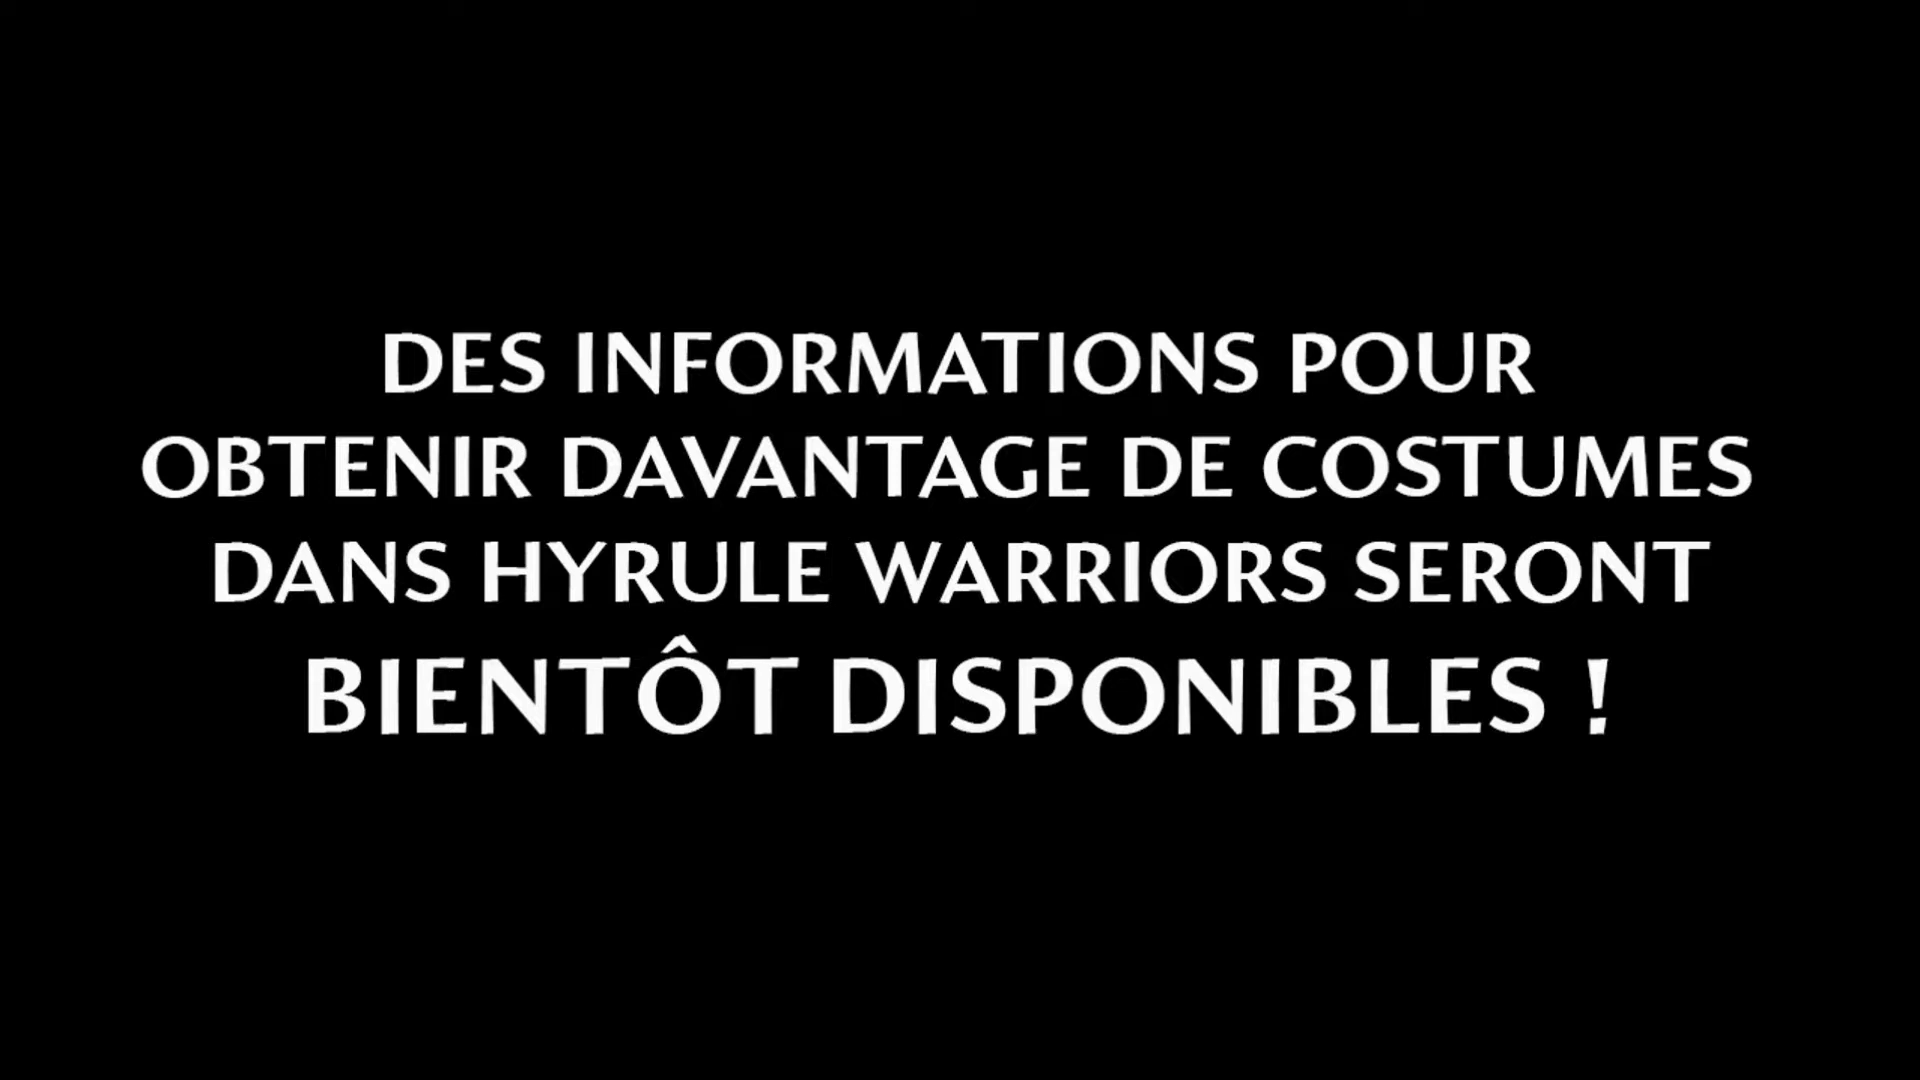 DES INFORMATIONS POUR
OBTENIR DAVANTAGE DE COSTUMES
DANS HYRULE WARRIORS SERONT
BIENTÔT DISPONIBLES !